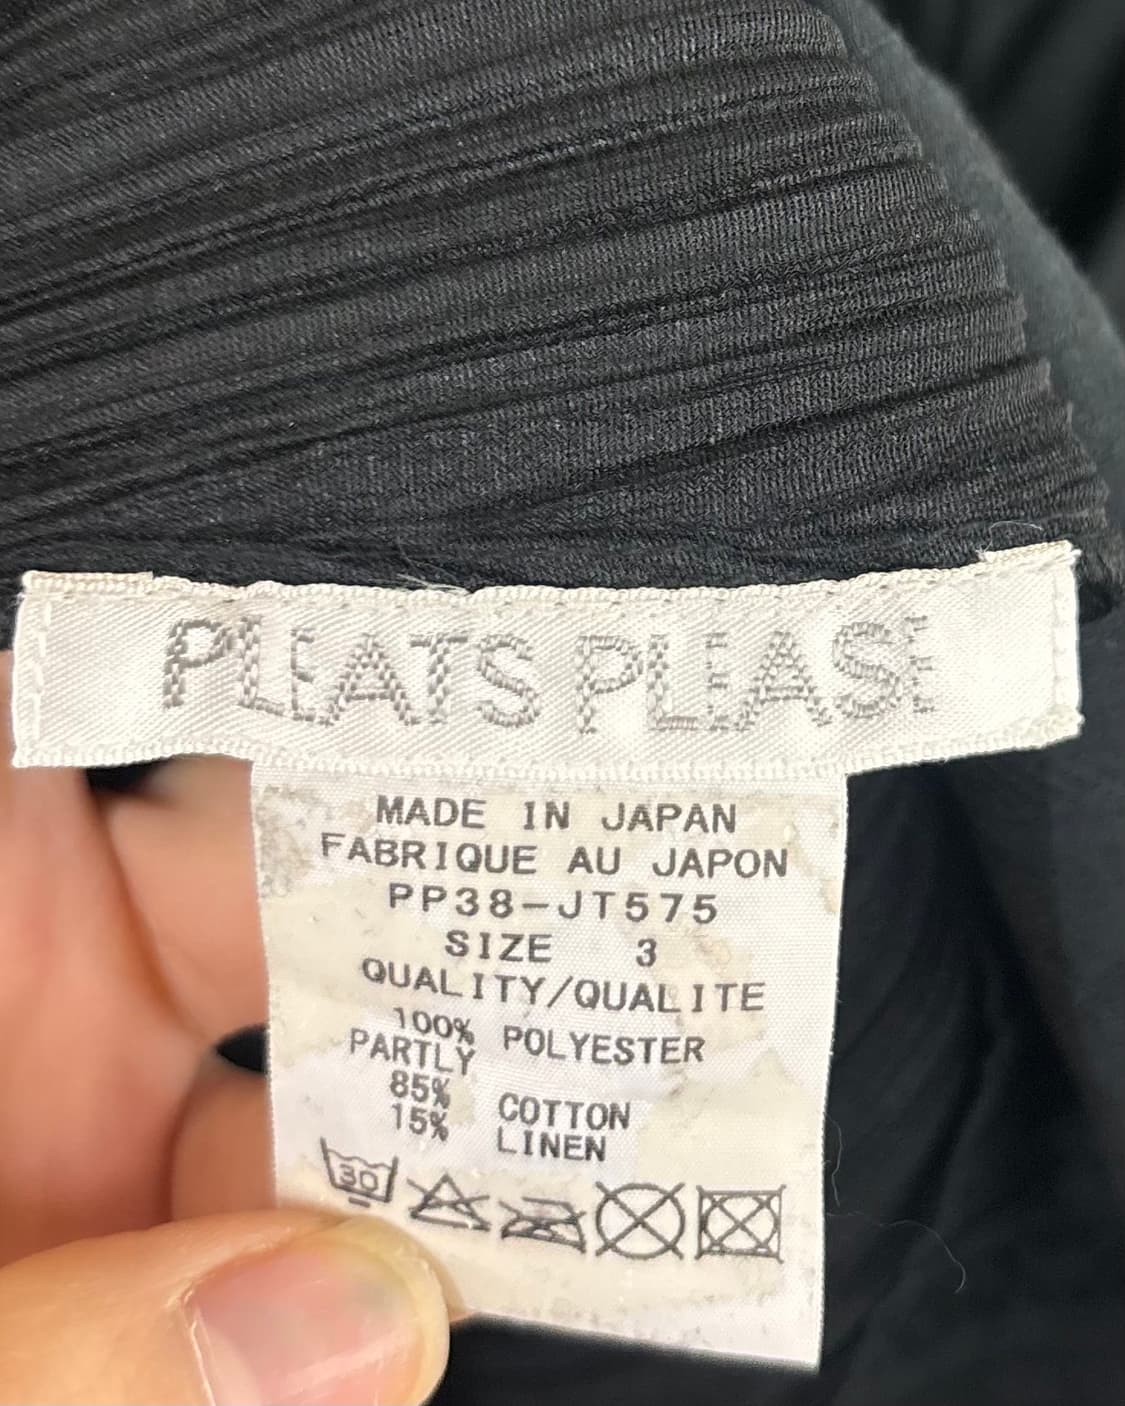 PLEATS PLEASE
MADE IN JAPAN
FABRIQUE AU JAPON
PP38-JT575
SIZE 3
QUALITY/QUALITE
100% POLYESTER
PARTLY
85% COTTON
15% LINEN
30